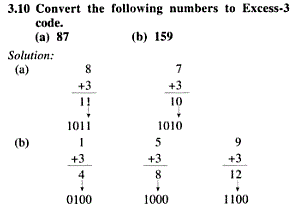 3.10 Convert the following numbers to Excess-3
code.
(a) 87 (b) 159
Solution:
(a) 8 7
+3 +3
11 10
1011 1010
(b) 1 5 9
+3 +3 +3
4 8 12
0100 1000 1100